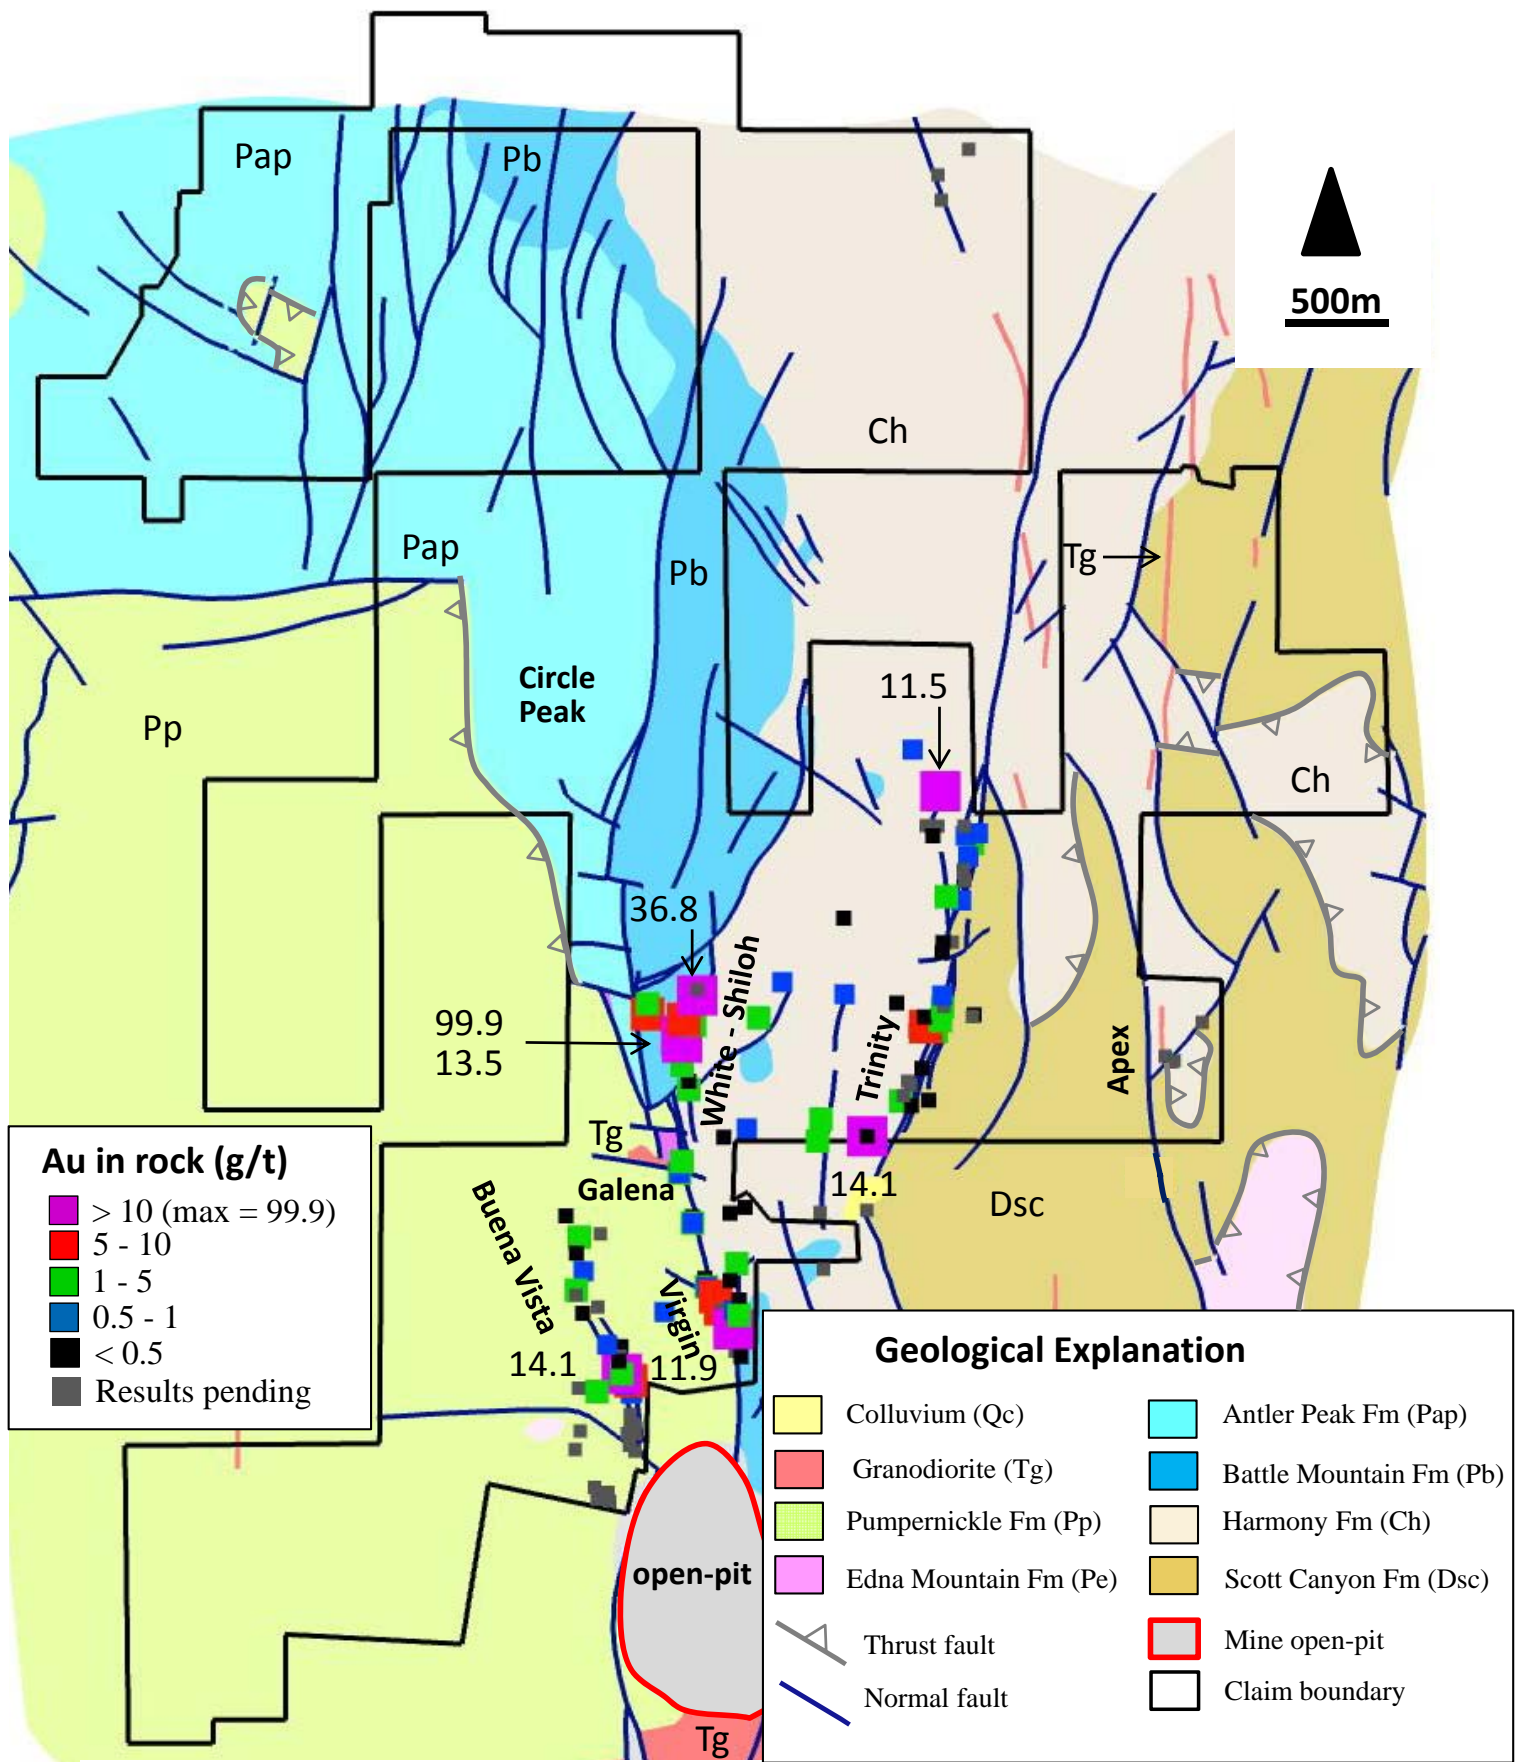 Pap
Pb
500m
Ch
Tg
Pap
Pb
Circle
Peak
11.5
Pp
Ch
36.8
White - Shiloh
99.9
13.5
Trinity
Apex
Tg
Galena
14.1
Dsc
Buena Vista
Virgin
14.1
11.9
Au in rock (g/t)
> 10 (max = 99.9)
5 - 10
1 - 5
0.5 - 1
< 0.5
Results pending
open-pit
Tg
Geological Explanation
Colluvium (Qc)
Granodiorite (Tg)
Pumpernickle Fm (Pp)
Edna Mountain Fm (Pe)
Thrust fault
Normal fault
Antler Peak Fm (Pap)
Battle Mountain Fm (Pb)
Harmony Fm (Ch)
Scott Canyon Fm (Dsc)
Mine open-pit
Claim boundary